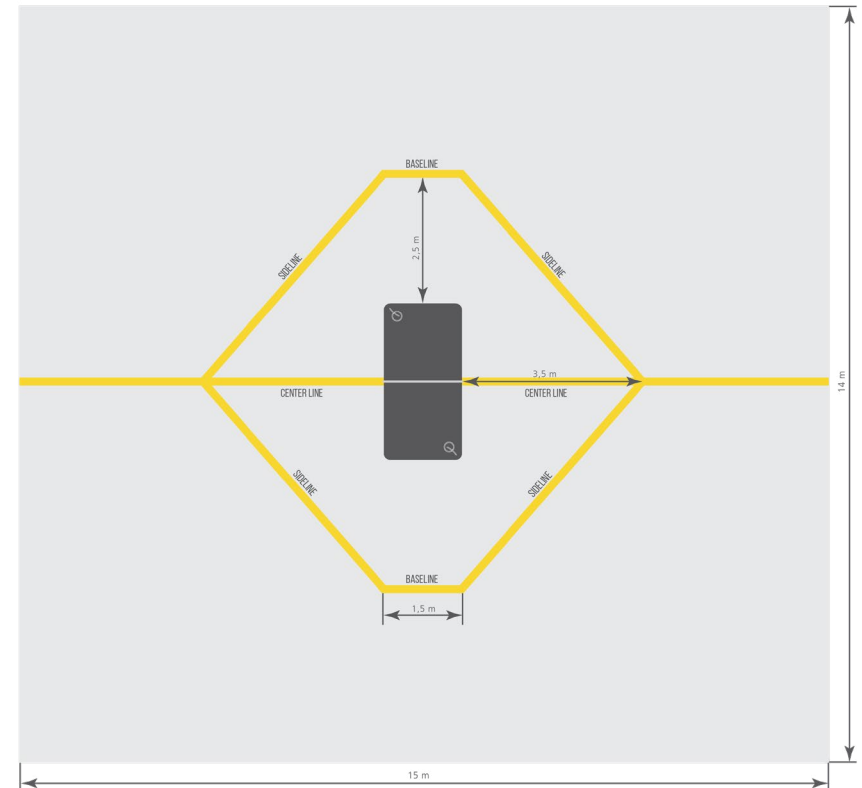 BASELINE
2,5 m
SIDELINE
SIDELINE
3,5 m
14 m
CENTER LINE
CENTER LINE
SIDELINE
SIDELINE
BASELINE
1,5 m
15 m